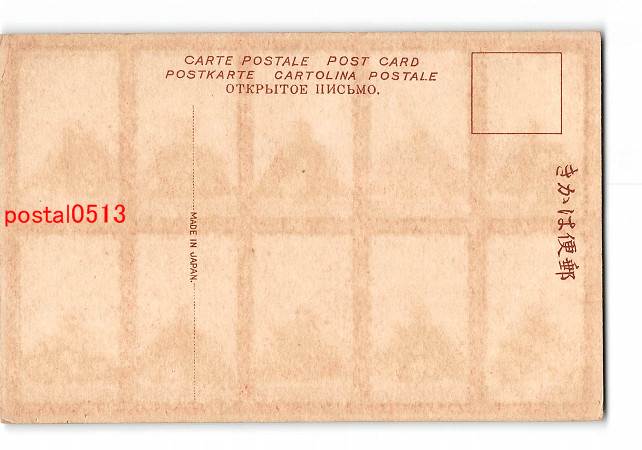 CARTE POSTALE POST CARD
POSTKARTE CARTOLINA POSTALE
ОТКРЫТОЕ ПИСЬМО.
きかは便郵
postal0513
MADE IN JAPAN.